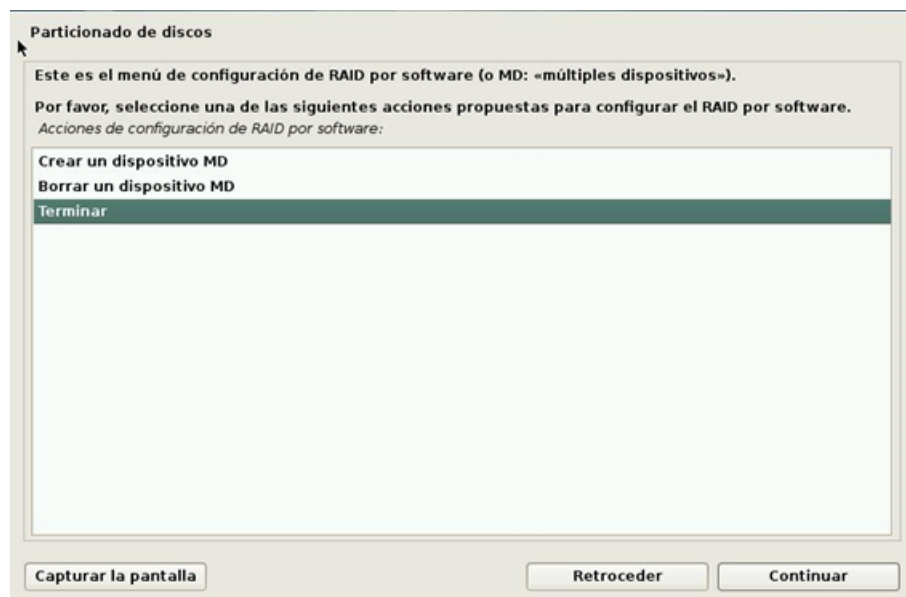 Particionado de discos
Este es el menú de configuración de RAID por software (o MD: «múltiples dispositivos»).
Por favor, seleccione una de las siguientes acciones propuestas para configurar el RAID por software.
Acciones de configuración de RAID por software:
Crear un dispositivo MD
Borrar un dispositivo MD
Terminar
Capturar la pantalla
Retroceder
Continuar